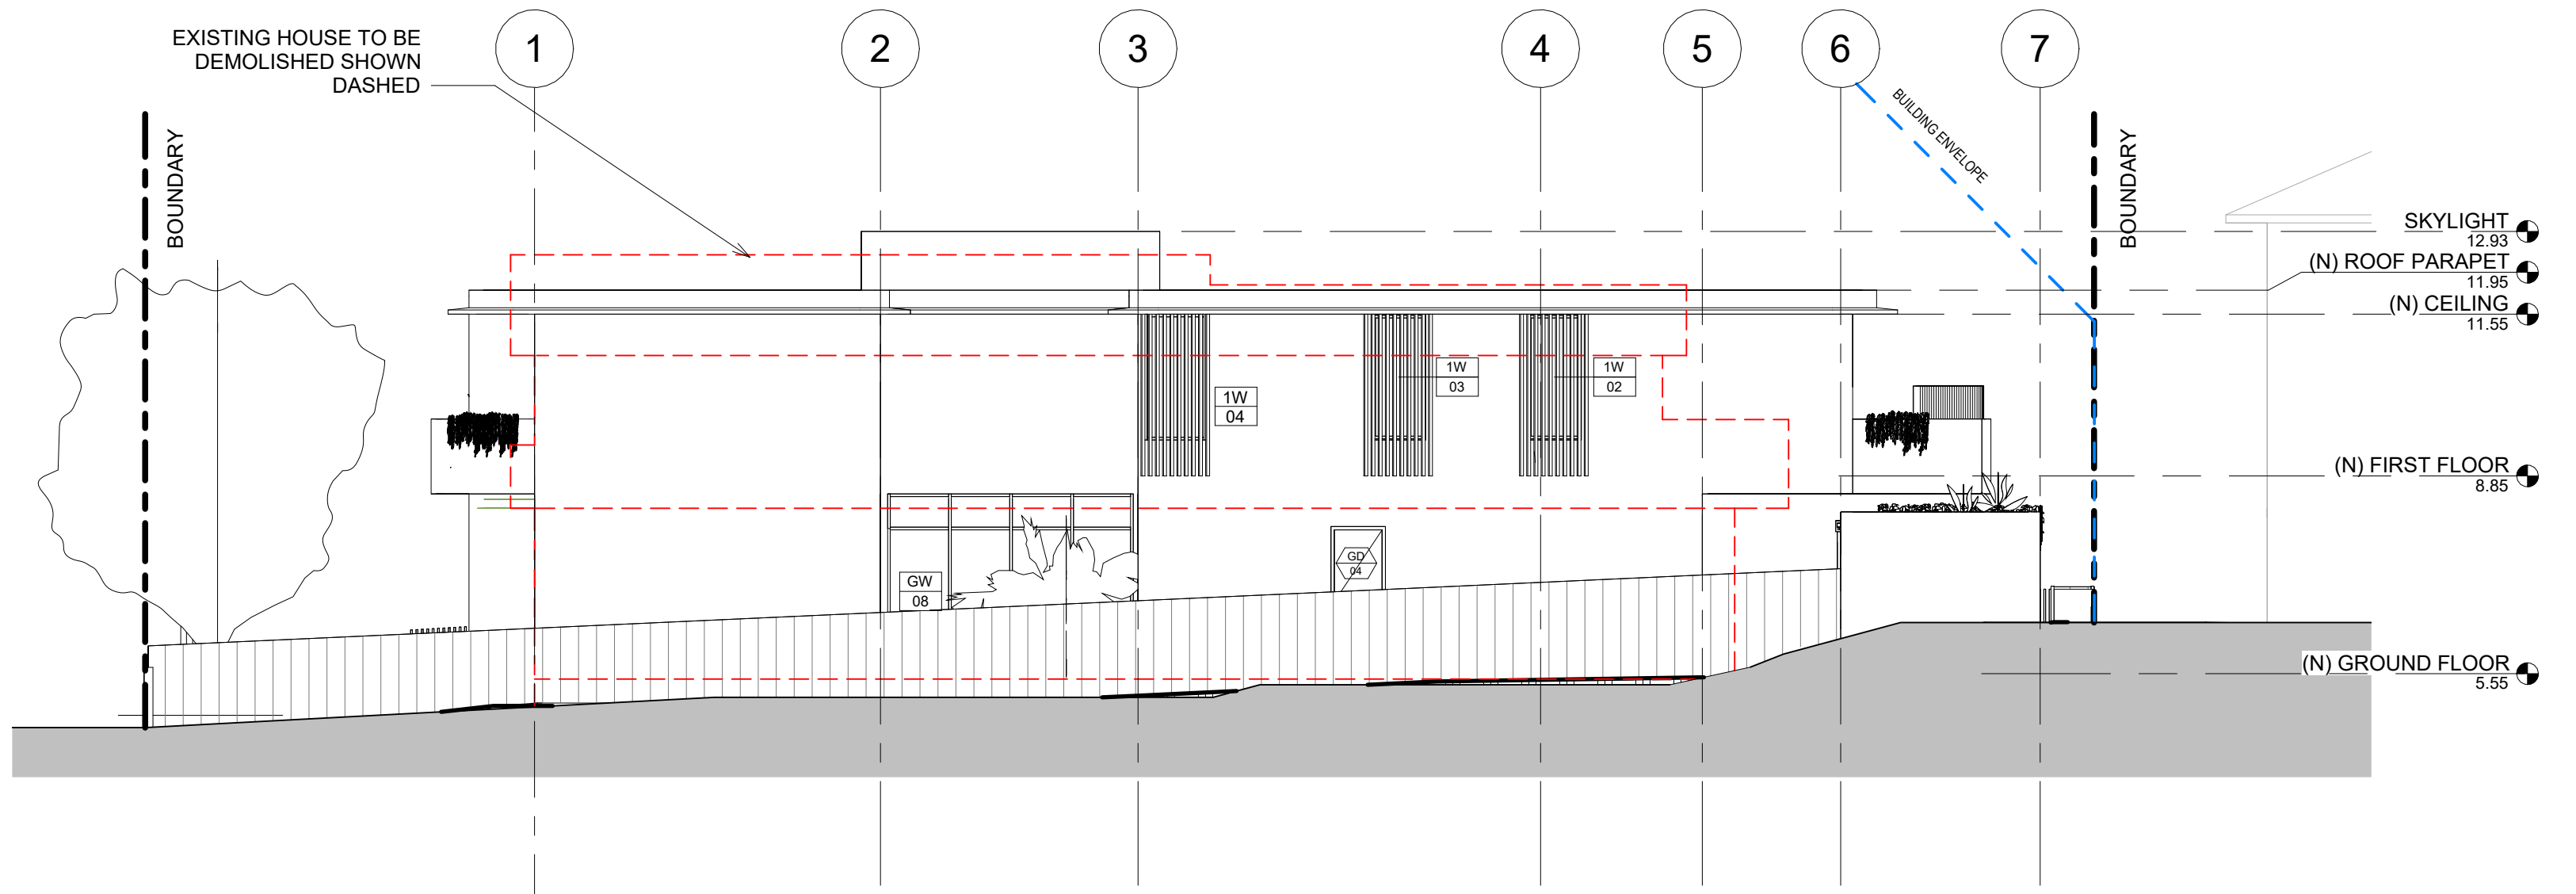 EXISTING HOUSE TO BE
DEMOLISHED SHOWN
DASHED
1
2
3
4
5
6
7
BOUNDARY
BUILDING ENVELOPE
BOUNDARY
SKYLIGHT
12.93
(N) ROOF PARAPET
11.95
(N) CEILING
11.55
1W
03
1W
02
1W
04
(N) FIRST FLOOR
8.85
GD
04
GW
08
(N) GROUND FLOOR
5.55